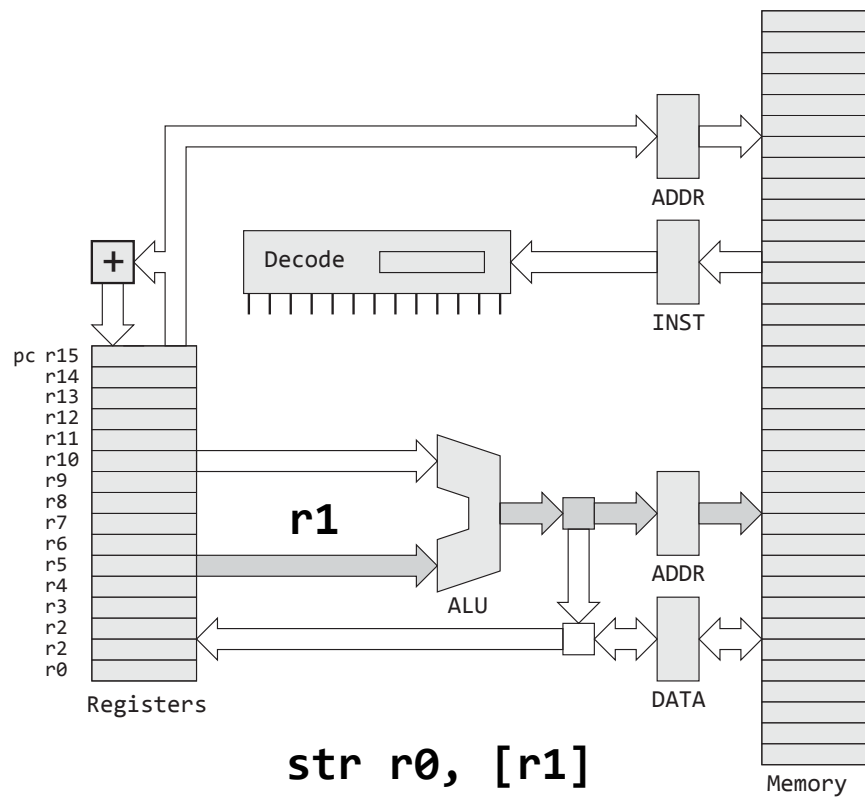 ADDR
+
Decode
INST
pc r15
r14
r13
r12
r11
r10
r9
r8
r7
r6
r5
r4
r3
r2
r2
r0
Registers
r1
ALU
ADDR
DATA
str r0, [r1]
Memory